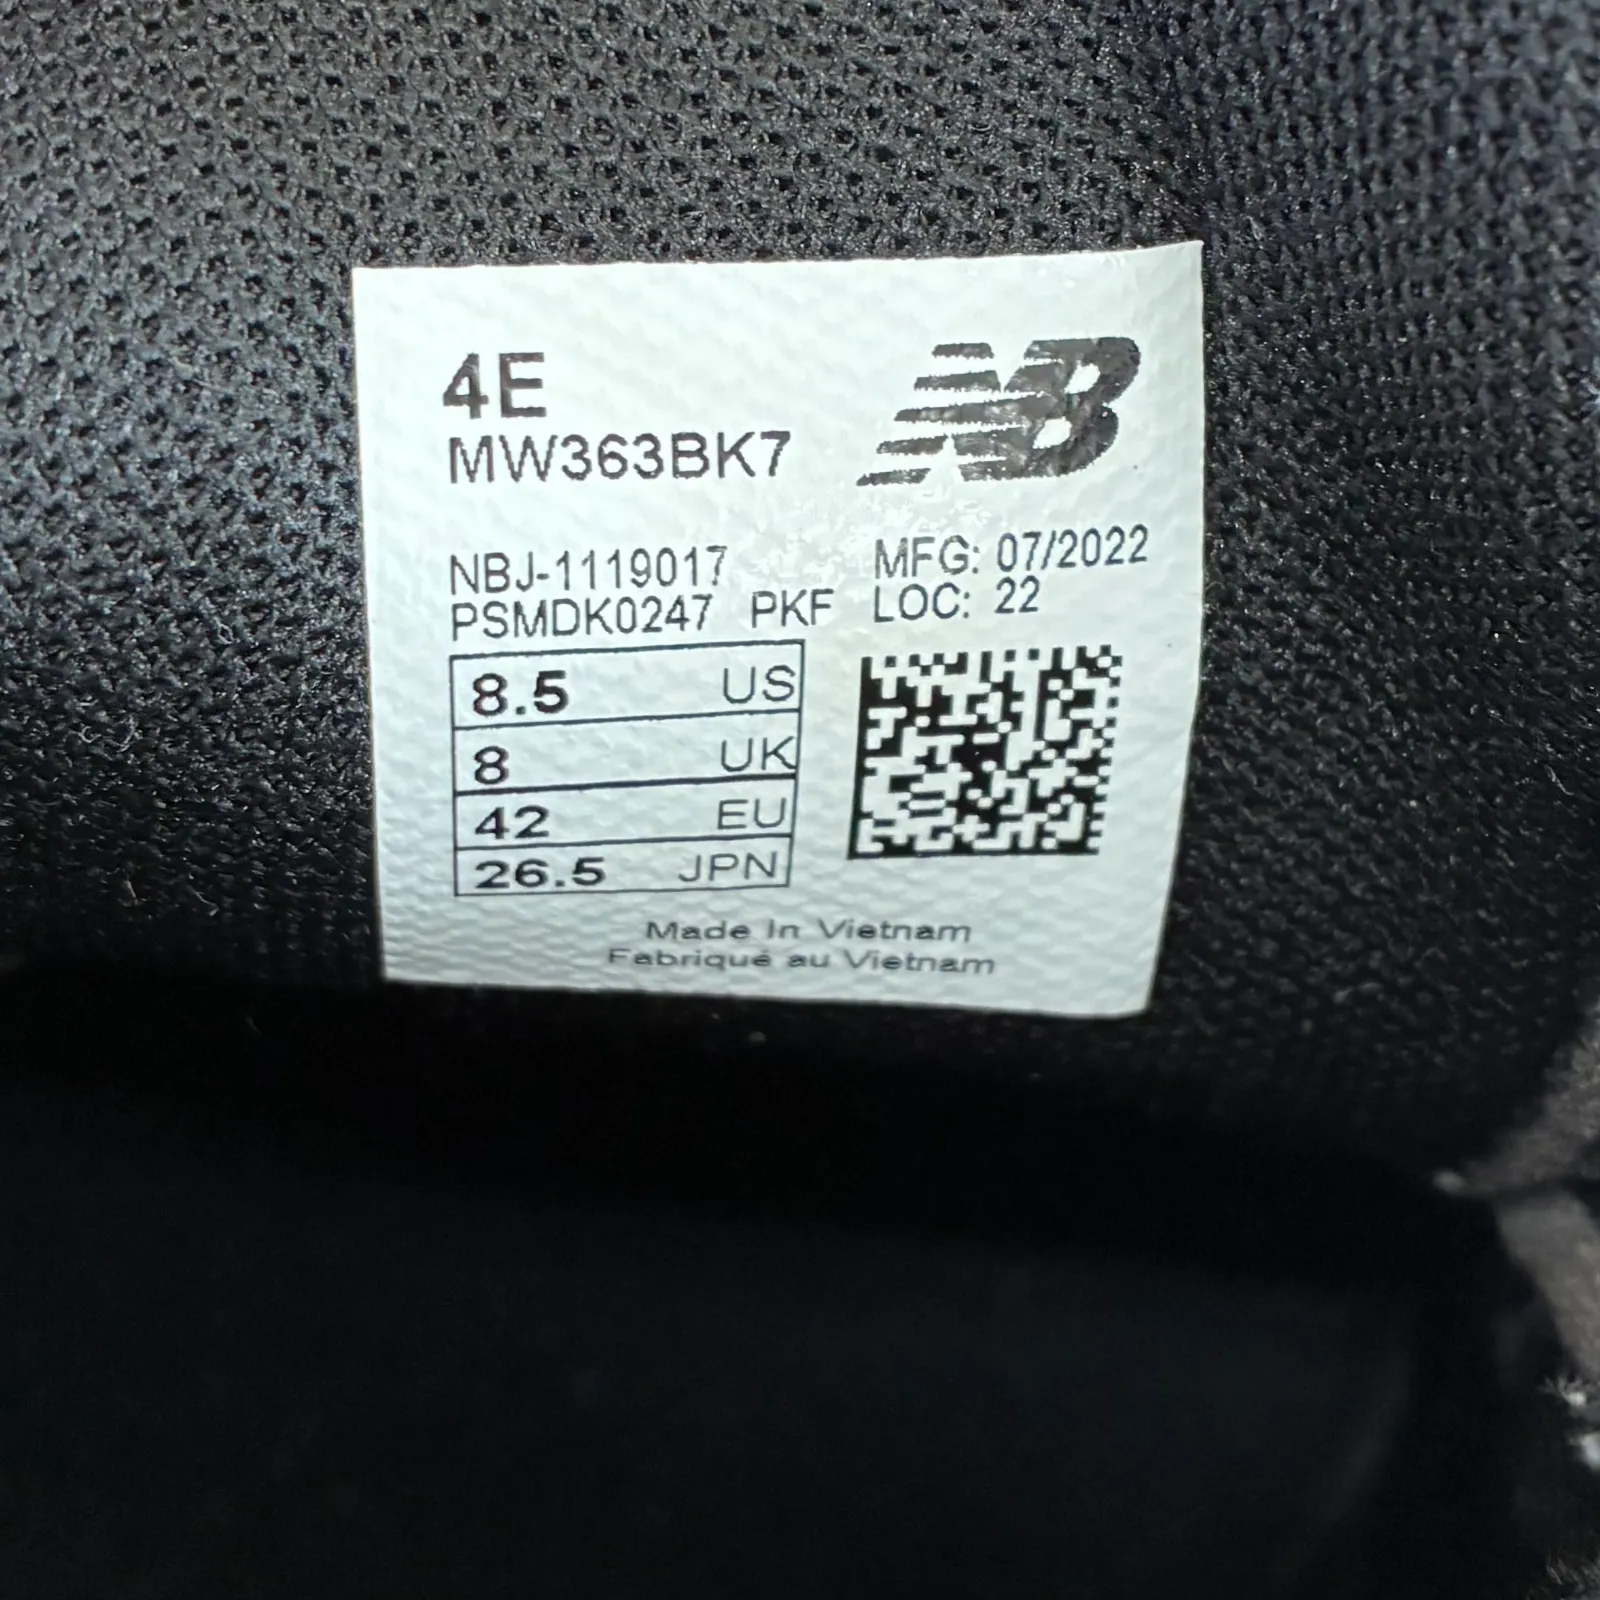 4E
MW363BK7
NB
NBJ-1119017
PSMDK0247 PKF
MFG: 07/2022
LOC: 22
8.5 US
8 UK
42 EU
26.5 JPN
Made In Vietnam
Fabriqué au Vietnam